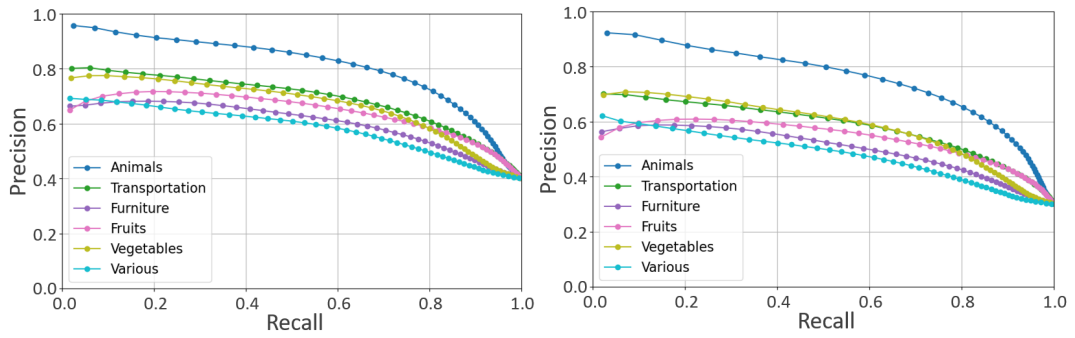 1.0
0.8
0.6
0.4
0.2
0.0
Precision
Animals
Transportation
Furniture
Fruits
Vegetables
Various
0.0 0.2 0.4 0.6 0.8 1.0
Recall
1.0
0.8
0.6
0.4
0.2
0.0
Precision
Animals
Transportation
Furniture
Fruits
Vegetables
Various
0.0 0.2 0.4 0.6 0.8 1.0
Recall